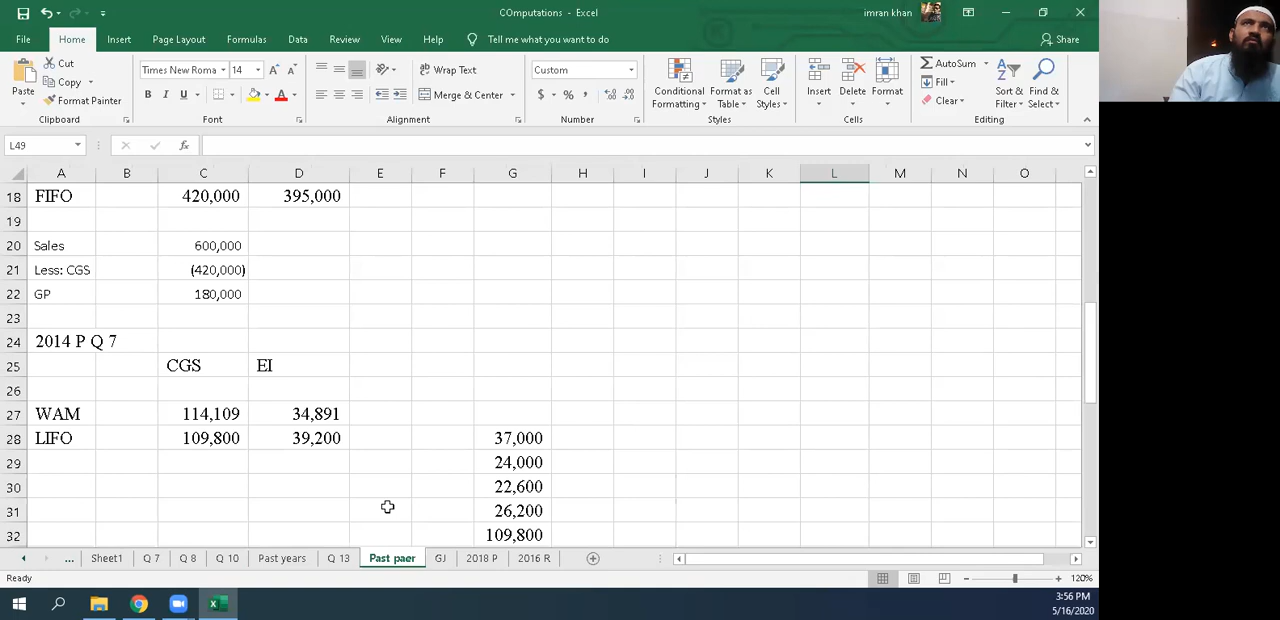 COmputations - Excel
imran khan
File Home Insert Page Layout Formulas Data Review View Help Tell me what you want to do Share
Paste Cut Copy Format Painter Clipboard
Times New Roma 14 A A B I U A Font
Wrap Text Merge & Center Alignment
Custom $ % , Number
Conditional Formatting Format as Table Cell Styles Styles
Insert Delete Format Cells
AutoSum Fill Clear Sort & Filter Find & Select Editing
L49 fx
A B C D E F G H I J K L M N O
18 FIFO 420,000 395,000
19
20 Sales 600,000
21 Less: CGS (420,000)
22 GP 180,000
23
24 2014 P Q 7
25 CGS EI
26
27 WAM 114,109 34,891
28 LIFO 109,800 39,200 37,000
29 24,000
30 22,600
31 26,200
32 109,800
... Sheet1 Q 7 Q 8 Q 10 Past years Q 13 Past paer GJ 2018 P 2016 R
Ready 120%
3:56 PM
5/16/2020